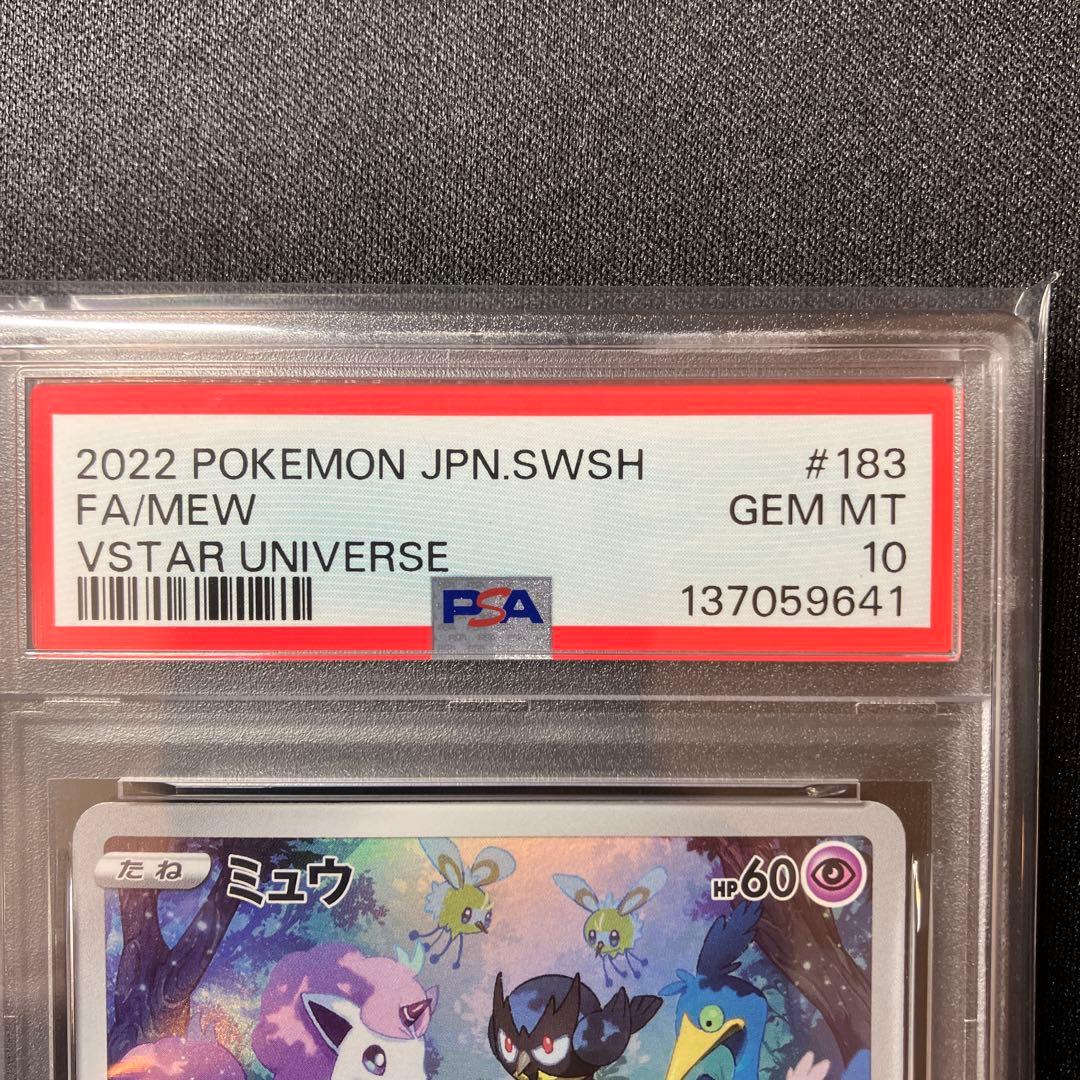 2022 POKEMON JPN.SWSH #183
FA/MEW GEM MT
VSTAR UNIVERSE 10
PSA 137059641
たね ミュウ HP60